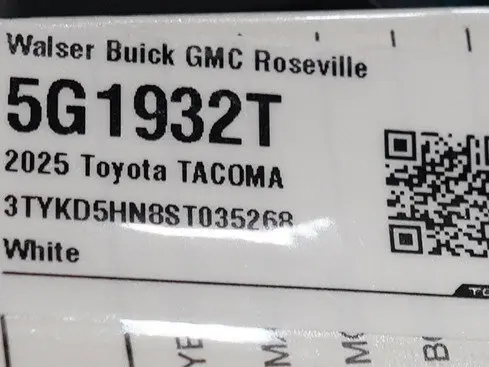 Walser Buick GMC Roseville
5G1932T
2025 Toyota TACOMA
3TYKD5HN8ST035268
White